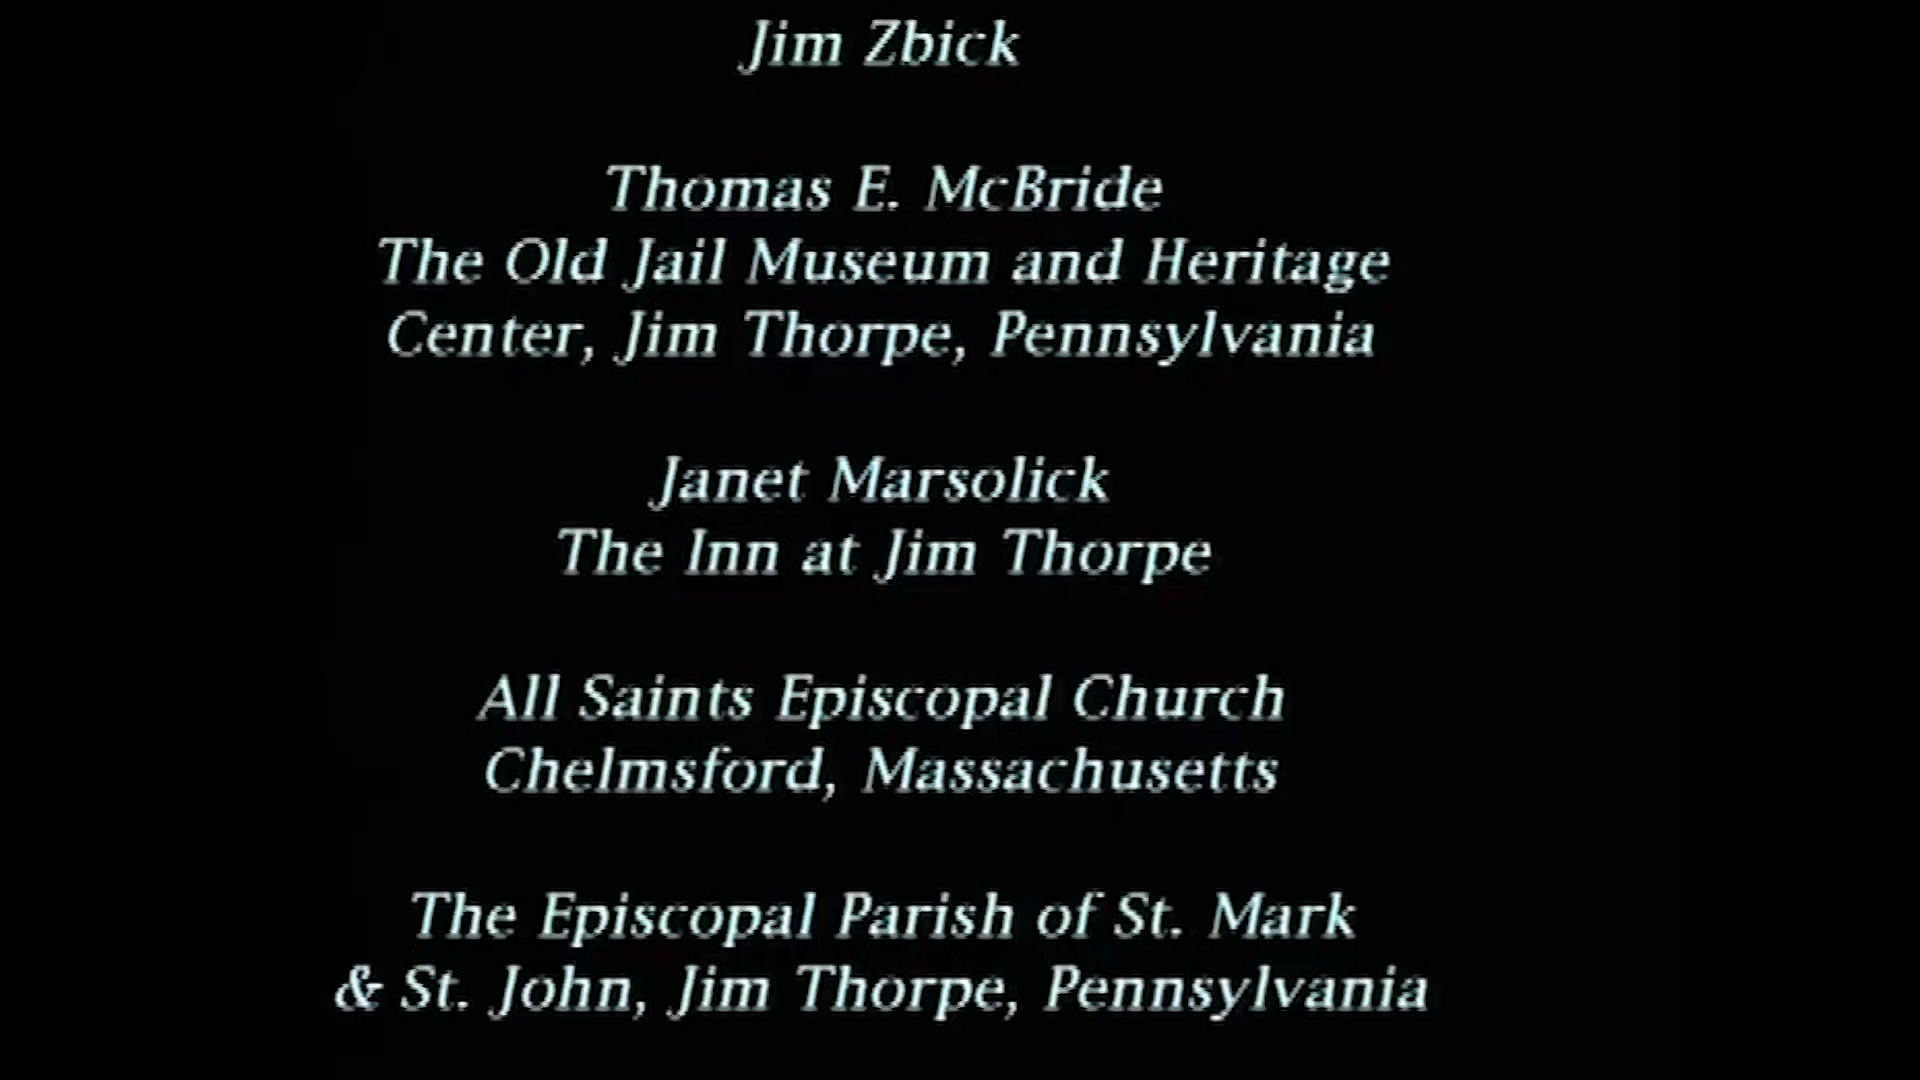 Jim Zbick
Thomas E. McBride
The Old Jail Museum and Heritage
Center, Jim Thorpe, Pennsylvania
Janet Marsolick
The Inn at Jim Thorpe
All Saints Episcopal Church
Chelmsford, Massachusetts
The Episcopal Parish of St. Mark
& St. John, Jim Thorpe, Pennsylvania